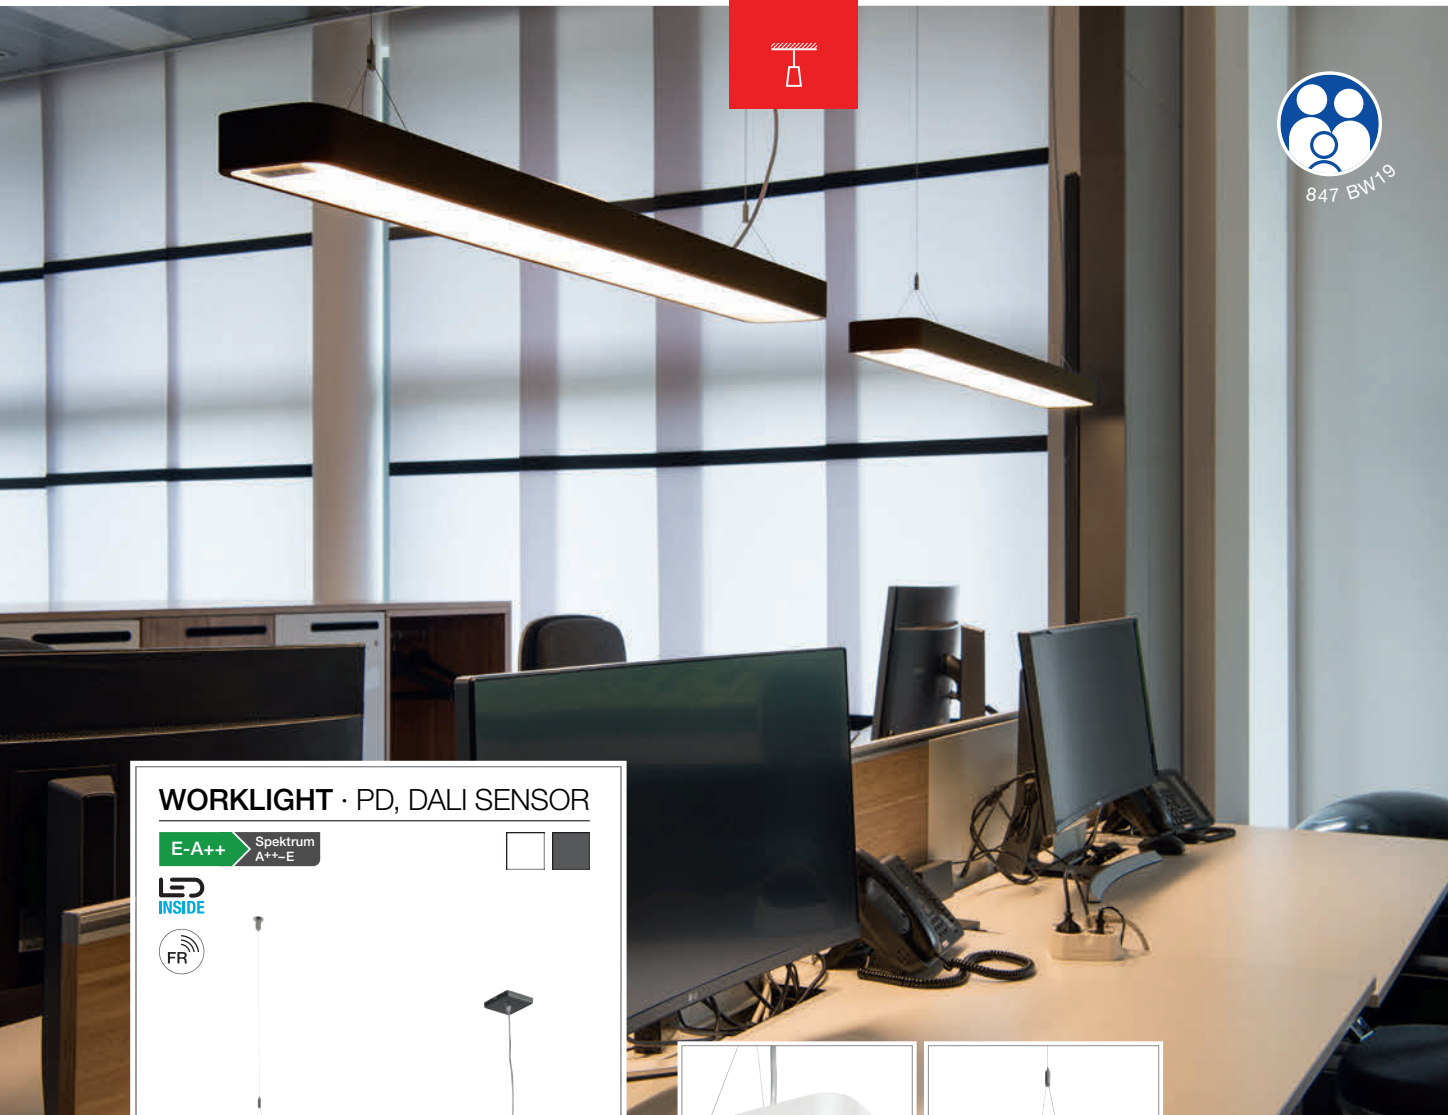 847 BW19
WORKLIGHT · PD, DALI SENSOR
E-A++
Spektrum
A++–E
LED
INSIDE
FR